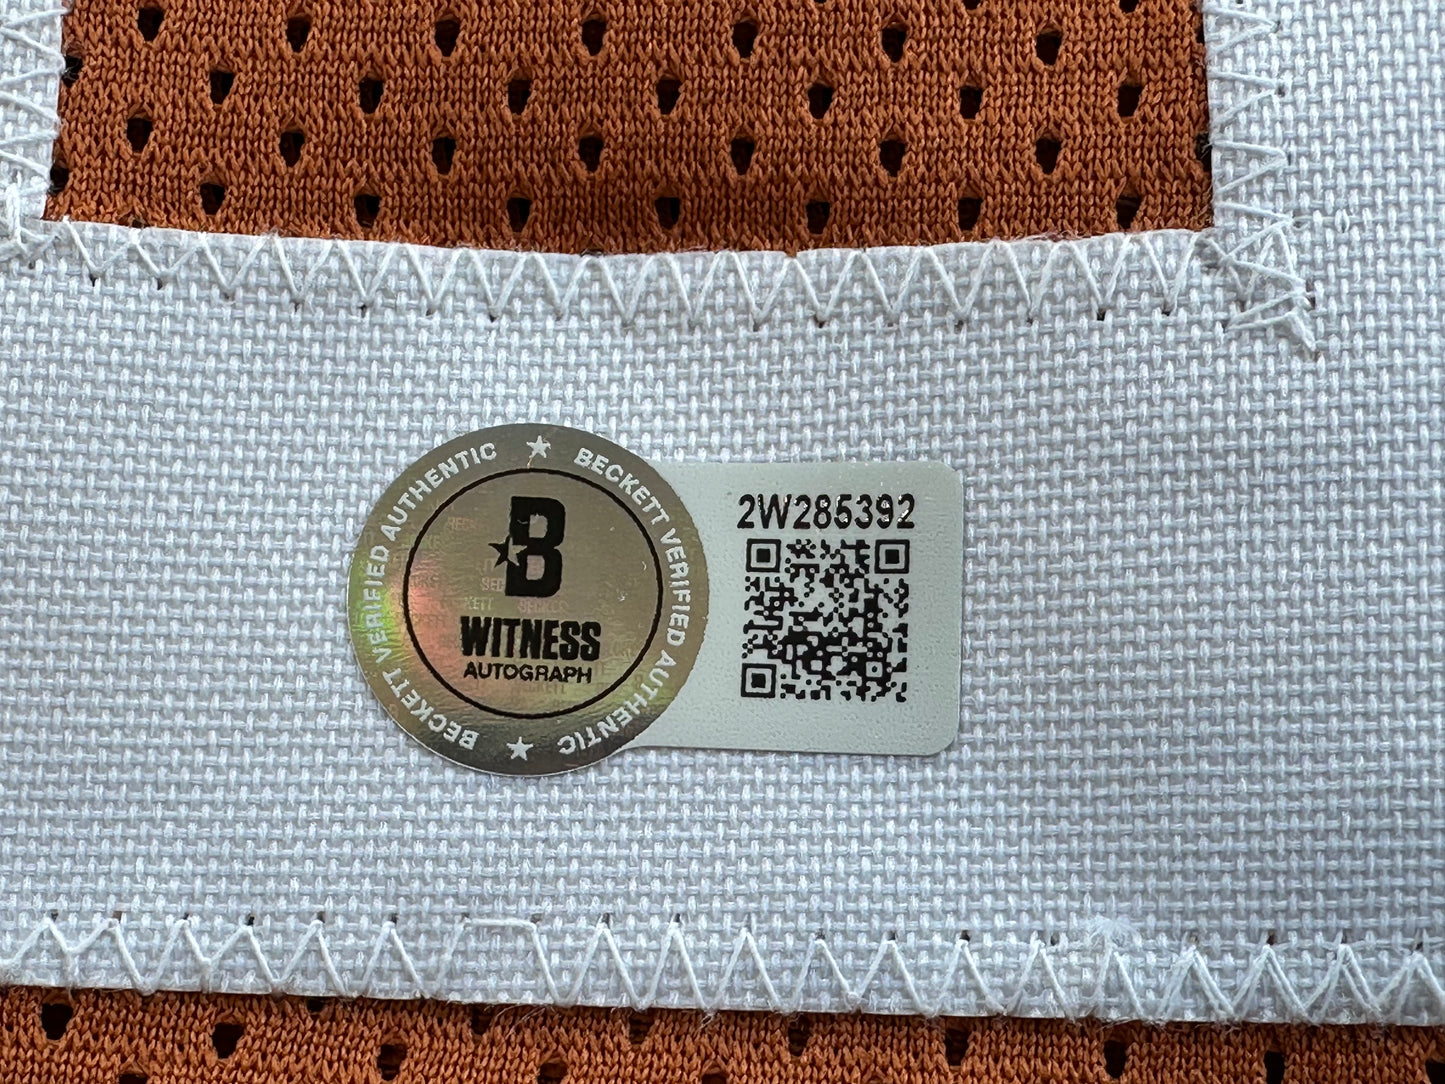 BECKETT VERIFIED AUTHENTIC ★ BECKETT VERIFIED AUTHENTIC ★
B
WITNESS
AUTOGRAPH
2W285392